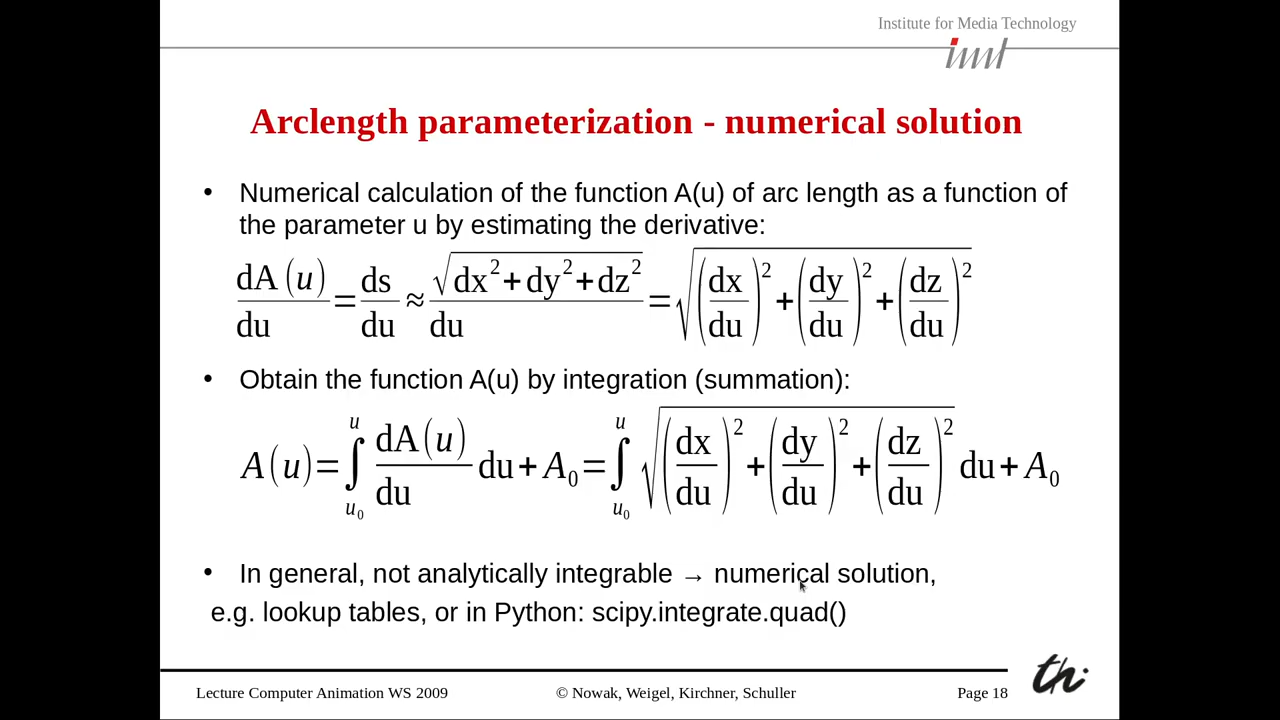 Institute for Media Technology
imt
Arclength parameterization - numerical solution
• Numerical calculation of the function A(u) of arc length as a function of
the parameter u by estimating the derivative:
dA(u)/du = ds/du ≈ √(dx²+dy²+dz²)/du = √((dx/du)²+(dy/du)²+(dz/du)²)
• Obtain the function A(u) by integration (summation):
A(u)=∫_{u₀}^{u} dA(u)/du du+A₀=∫_{u₀}^{u} √((dx/du)²+(dy/du)²+(dz/du)²) du+A₀
• In general, not analytically integrable → numerical solution,
e.g. lookup tables, or in Python: scipy.integrate.quad()
th
Lecture Computer Animation WS 2009 © Nowak, Weigel, Kirchner, Schuller Page 18